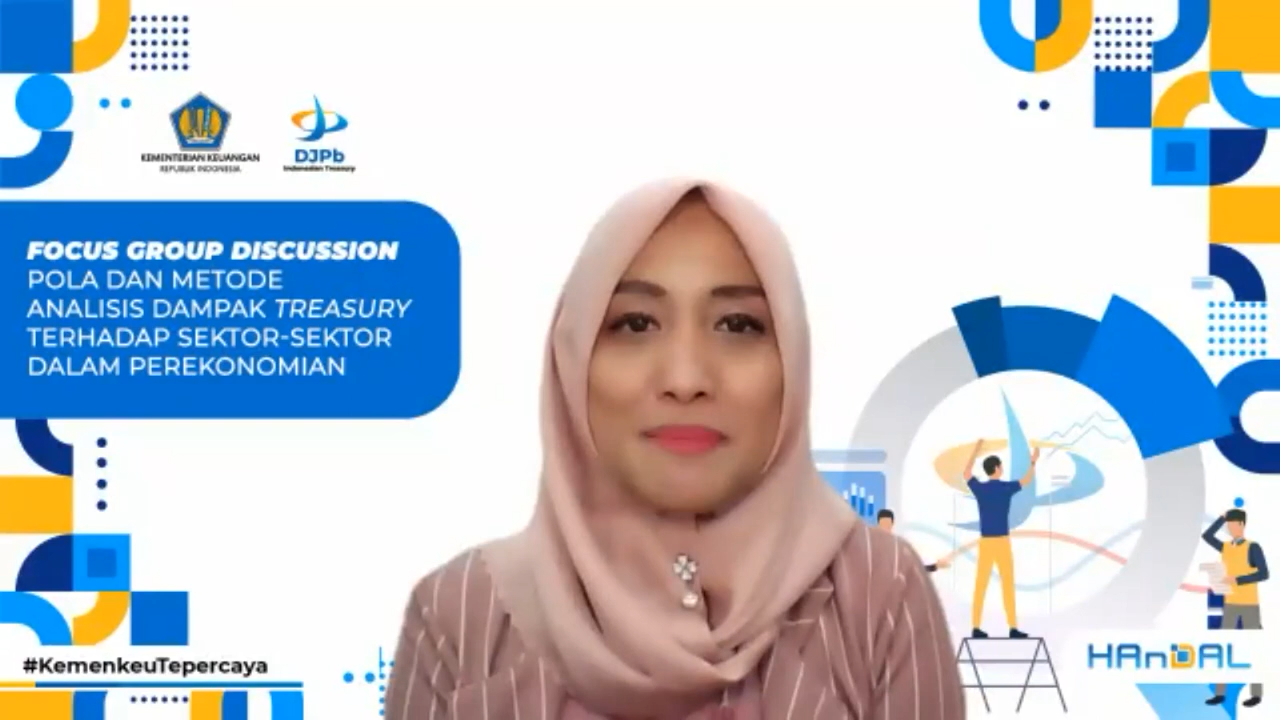 KEMENTERIAN KEUANGAN
REPUBLIK INDONESIA
DJPb
Indonesian Treasury
FOCUS GROUP DISCUSSION
POLA DAN METODE
ANALISIS DAMPAK TREASURY
TERHADAP SEKTOR-SEKTOR
DALAM PEREKONOMIAN
#KemenkeuTepercaya
HAnDAL